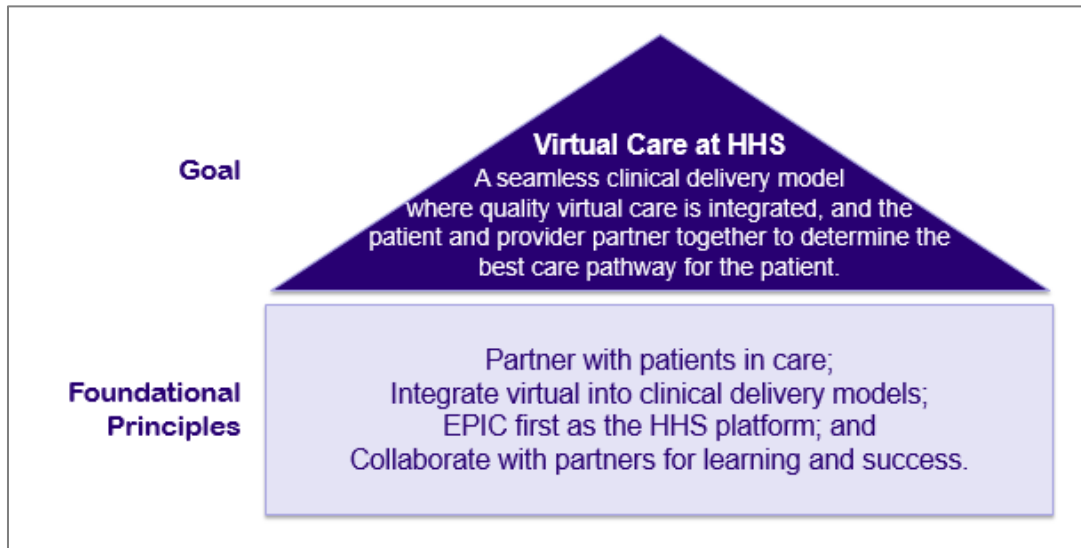 Goal
Virtual Care at HHS
A seamless clinical delivery model
where quality virtual care is integrated, and the
patient and provider partner together to determine the
best care pathway for the patient.
Foundational
Principles
Partner with patients in care;
Integrate virtual into clinical delivery models;
EPIC first as the HHS platform; and
Collaborate with partners for learning and success.